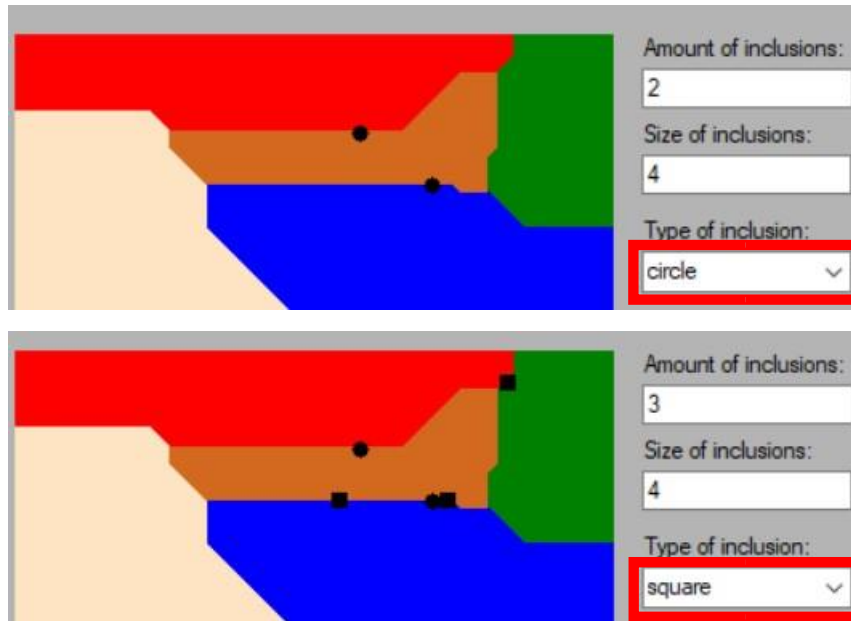 Amount of inclusions:
2
Size of inclusions:
4
Type of inclusion:
circle
Amount of inclusions:
3
Size of inclusions:
4
Type of inclusion:
square